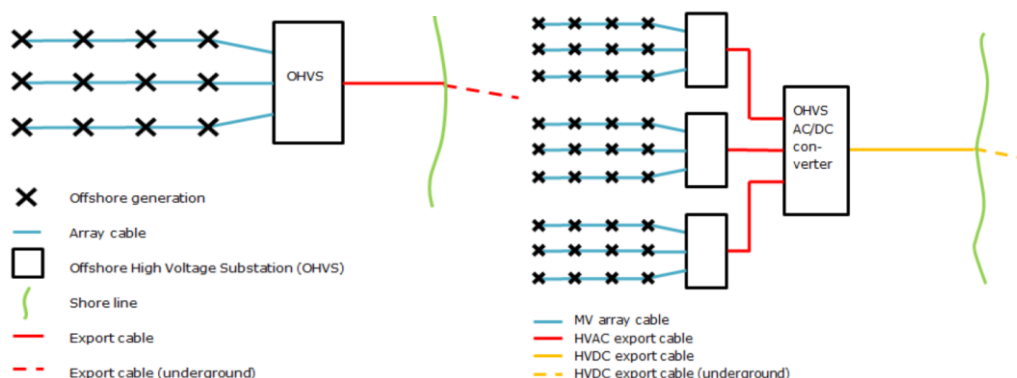 OHVS
Offshore generation
Array cable
Offshore High Voltage Substation (OHVS)
Shore line
Export cable
Export cable (underground)
OHVS
AC/DC
con-
verter
MV array cable
HVAC export cable
HVDC export cable
HVDC export cable (underground)